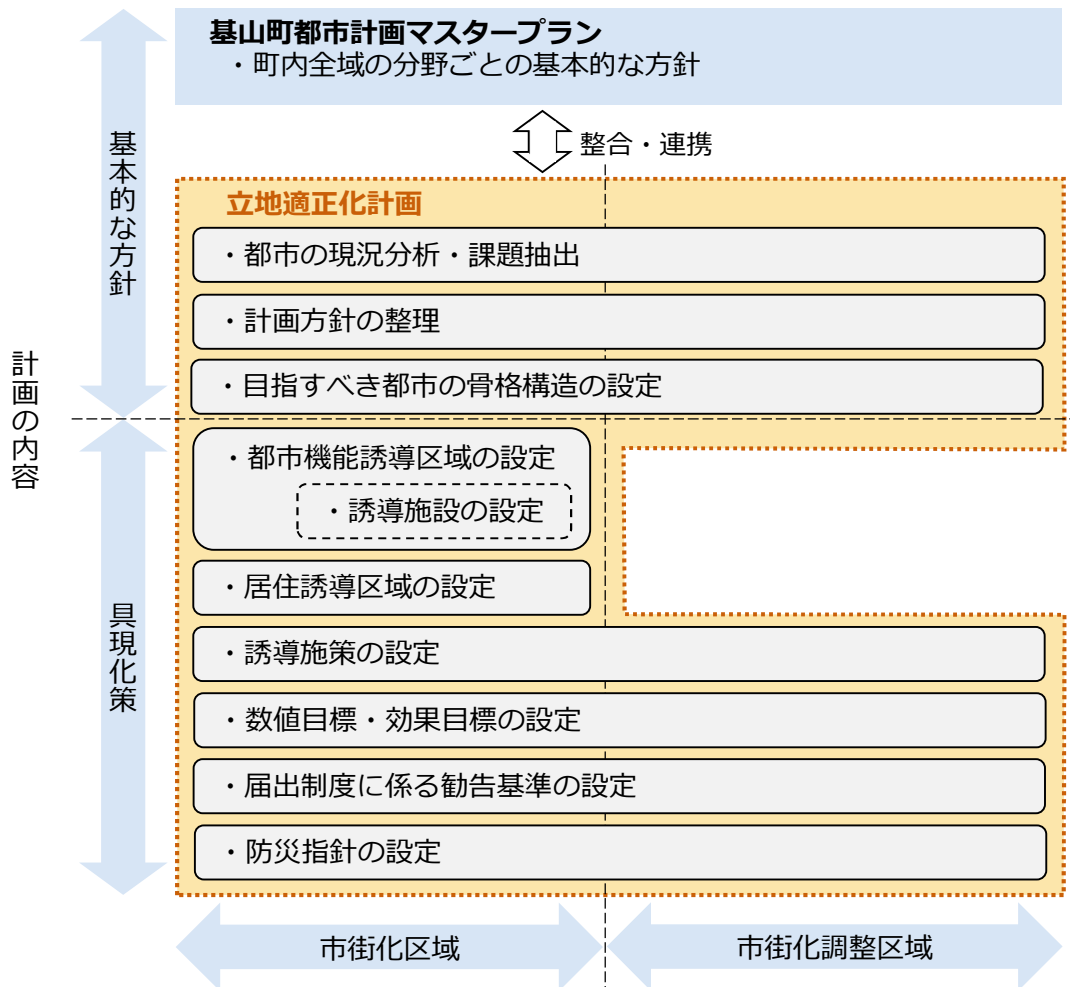 基山町都市計画マスタープラン
・町内全域の分野ごとの基本的な方針
整合・連携
計画の内容
基本的な方針
立地適正化計画
・都市の現況分析・課題抽出
・計画方針の整理
・目指すべき都市の骨格構造の設定
具現化策
・都市機能誘導区域の設定
・誘導施設の設定
・居住誘導区域の設定
・誘導施策の設定
・数値目標・効果目標の設定
・届出制度に係る勧告基準の設定
・防災指針の設定
市街化区域
市街化調整区域